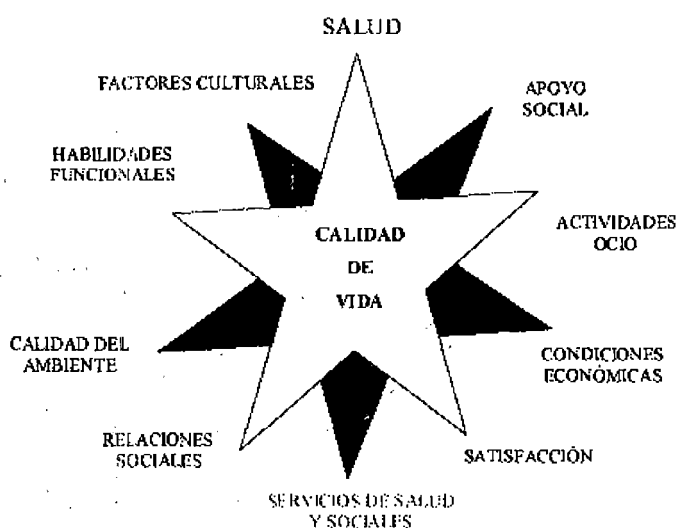 SALUD
FACTORES CULTURALES
APOYO
SOCIAL
HABILIDADES
FUNCIONALES
ACTIVIDADES
OCIO
CALIDAD
DE
VIDA
CALIDAD DEL
AMBIENTE
CONDICIONES
ECONÓMICAS
RELACIONES
SOCIALES
SATISFACCIÓN
SERVICIOS DE SALUD
Y SOCIALES